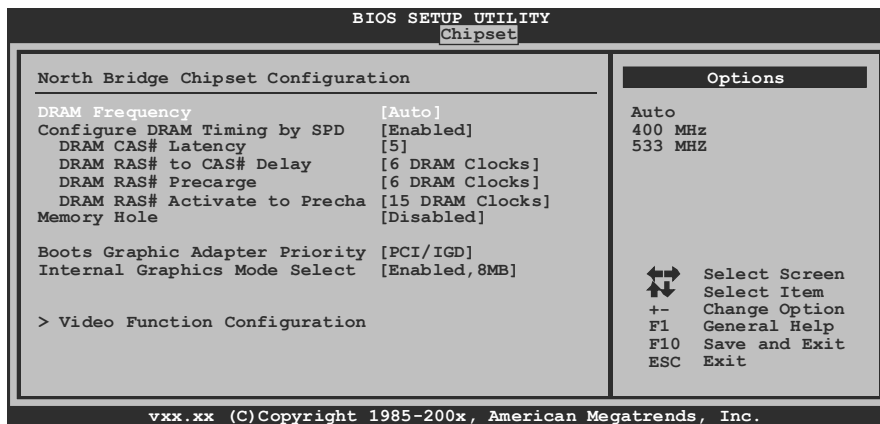 BIOS SETUP UTILITY
Chipset
North Bridge Chipset Configuration
DRAM Frequency [Auto]
Configure DRAM Timing by SPD [Enabled]
DRAM CAS# Latency [5]
DRAM RAS# to CAS# Delay [6 DRAM Clocks]
DRAM RAS# Precarge [6 DRAM Clocks]
DRAM RAS# Activate to Precha [15 DRAM Clocks]
Memory Hole [Disabled]
Boots Graphic Adapter Priority [PCI/IGD]
Internal Graphics Mode Select [Enabled,8MB]
> Video Function Configuration
Options
Auto
400 MHz
533 MHZ
Select Screen
Select Item
+- Change Option
F1 General Help
F10 Save and Exit
ESC Exit
vxx.xx (C)Copyright 1985-200x, American Megatrends, Inc.